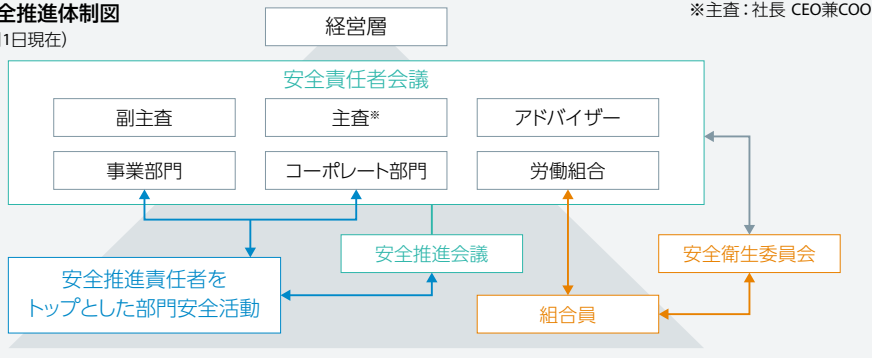 全推進体制図
※主査：社長 CEO兼COO
1日現在）
経営層
安全責任者会議
副主査
主査※
アドバイザー
事業部門
コーポレート部門
労働組合
安全推進会議
安全衛生委員会
安全推進責任者を
トップとした部門安全活動
組合員